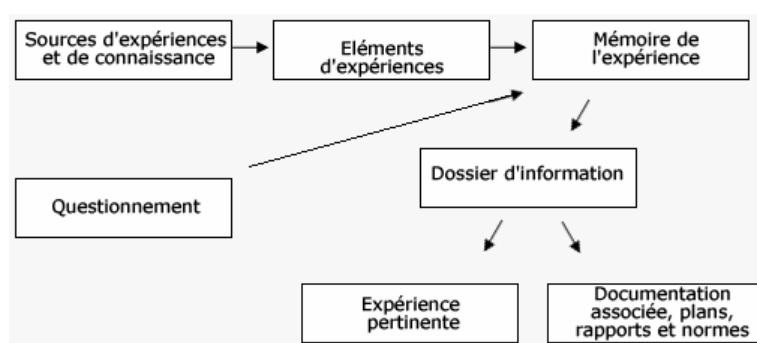 Sources d'expériences
et de connaissance
Eléments
d'expériences
Mémoire de
l'expérience
Dossier d'information
Questionnement
Expérience
pertinente
Documentation
associée, plans,
rapports et normes